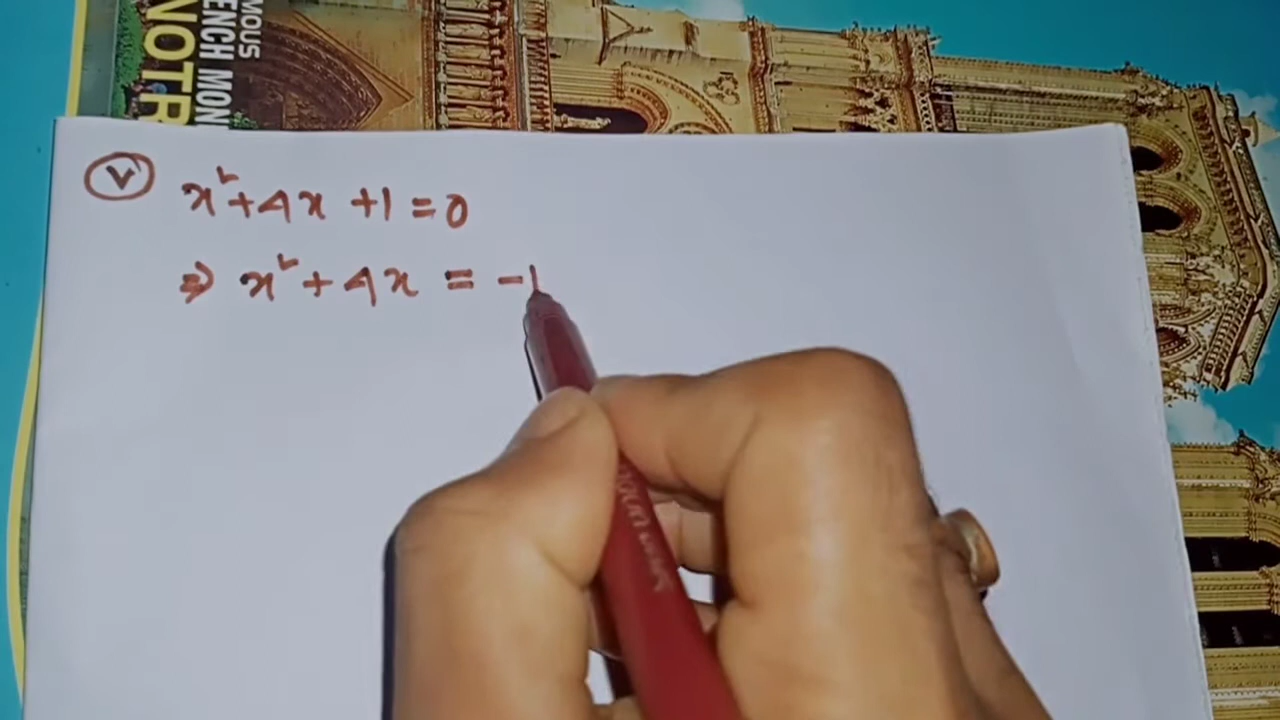 MOUS
ENCH MON
NOTR
(v) x² + 4x + 1 = 0
⇒ x² + 4x = -1